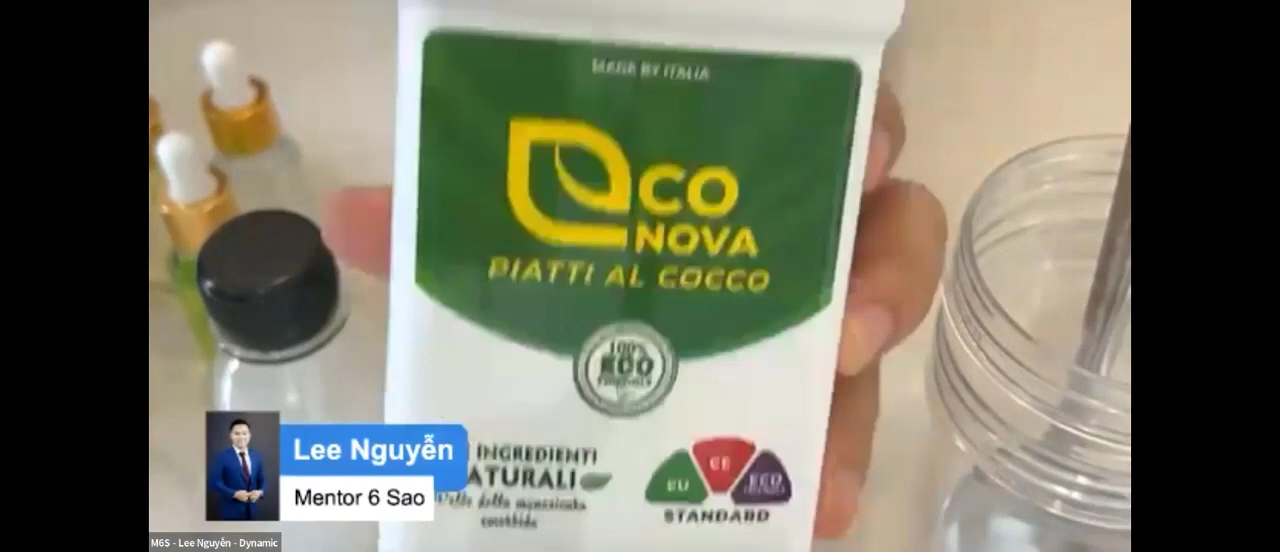 MADE BY ITALIA
ECO
NOVA
PIATTI AL COCCO
100%
ECO
INGREDIENTI
ATURALI
EU
CE
ECO
STANDARD
Lee Nguyễn
Mentor 6 Sao
M6S - Lee Nguyễn - Dynamic